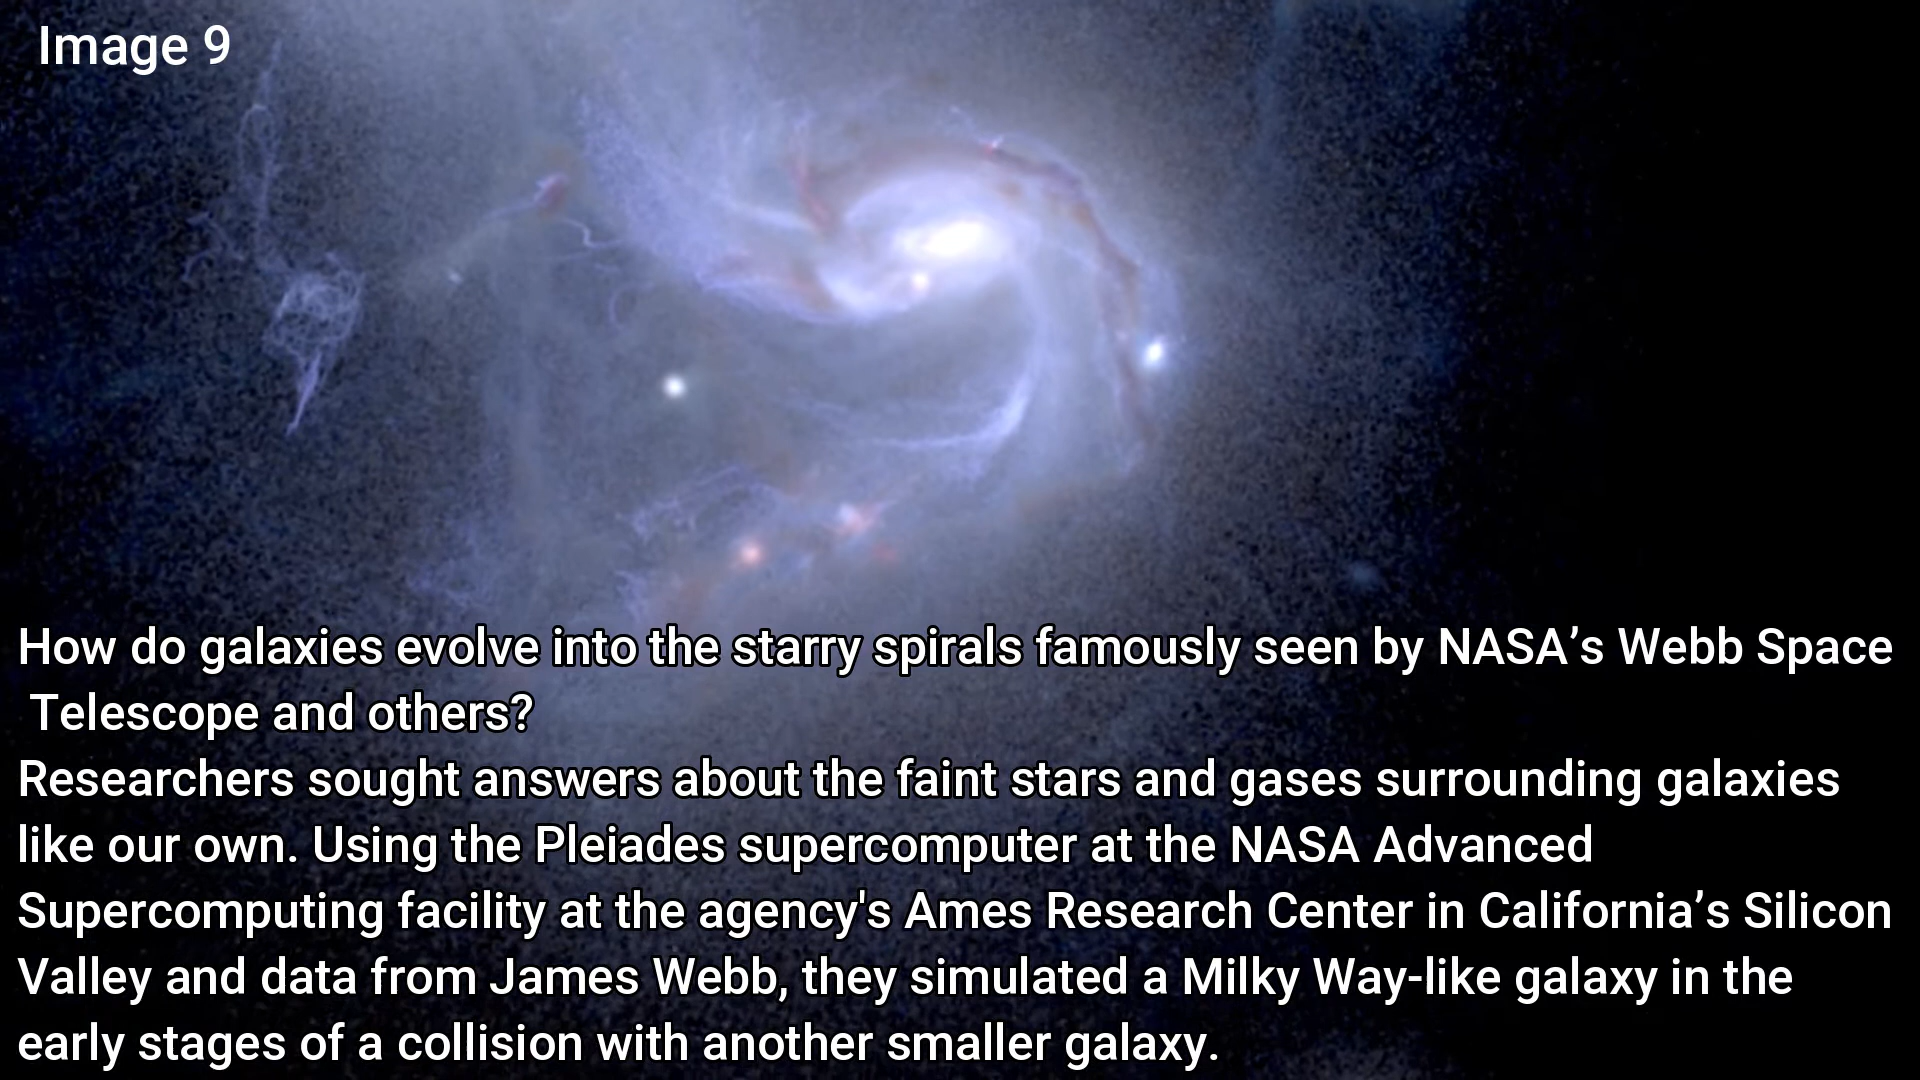 Image 9
How do galaxies evolve into the starry spirals famously seen by NASA’s Webb Space
Telescope and others?
Researchers sought answers about the faint stars and gases surrounding galaxies
like our own. Using the Pleiades supercomputer at the NASA Advanced
Supercomputing facility at the agency's Ames Research Center in California’s Silicon
Valley and data from James Webb, they simulated a Milky Way-like galaxy in the
early stages of a collision with another smaller galaxy.